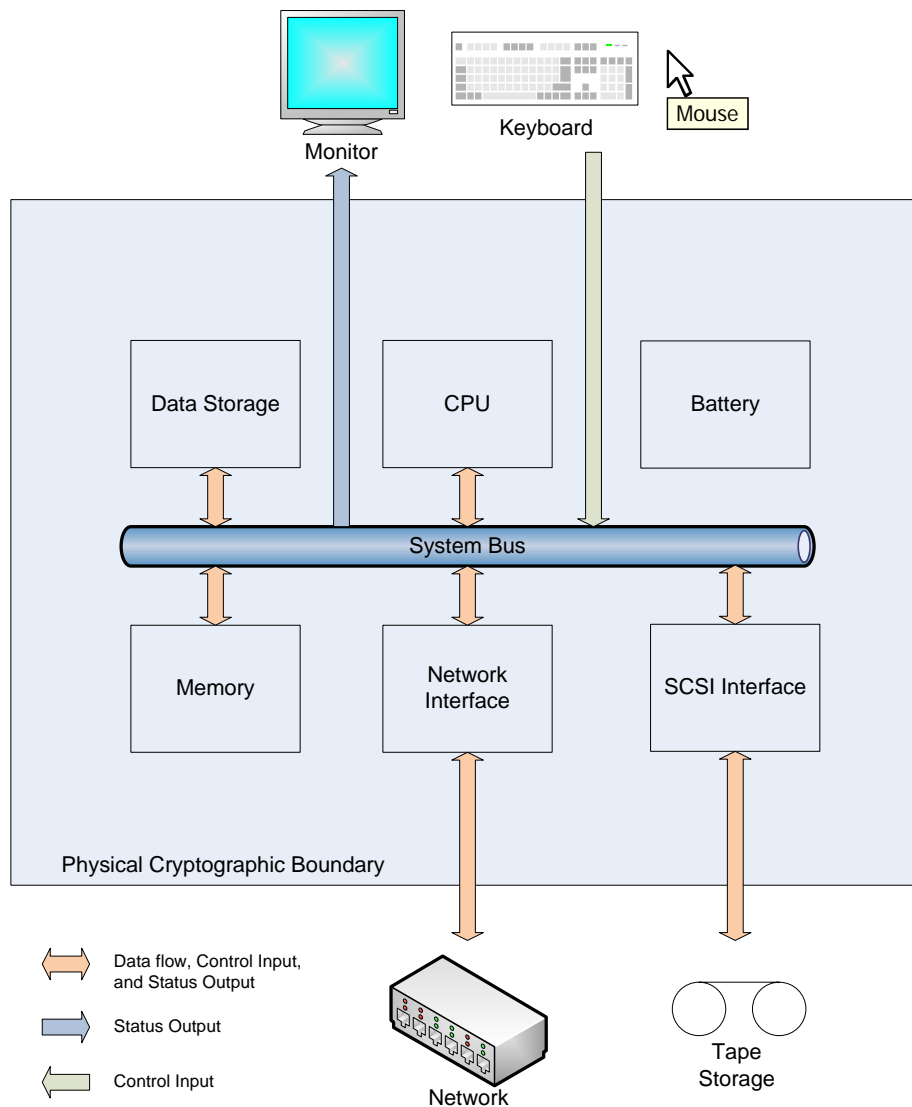 Monitor
Keyboard
Mouse
Data Storage
CPU
Battery
System Bus
Memory
Network
Interface
SCSI Interface
Physical Cryptographic Boundary
Data flow, Control Input,
and Status Output
Status Output
Control Input
Network
Tape
Storage